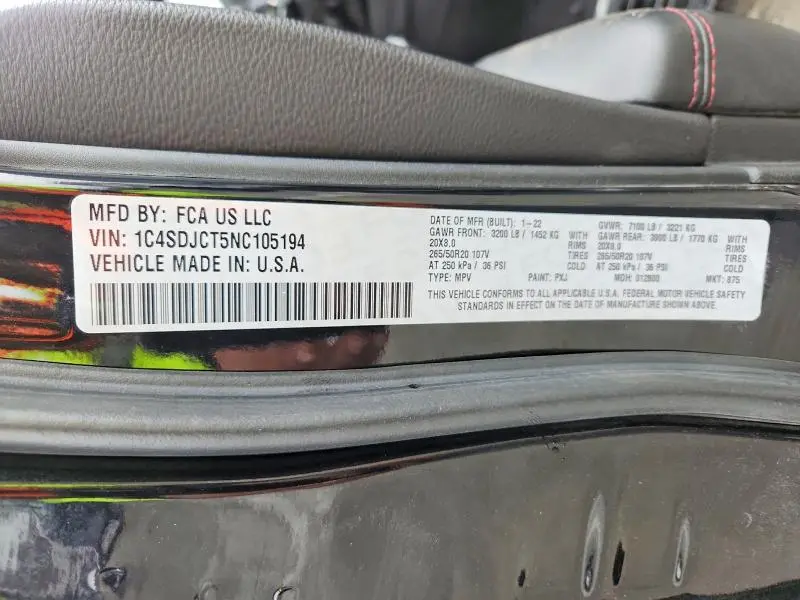 MFD BY: FCA US LLC
VIN: 1C4SDJCT5NC105194
VEHICLE MADE IN: U.S.A.
DATE OF MFR (BUILT): 1-22
GVWR: 7100 LB / 3221 KG
GAWR FRONT: 3200 LB / 1452 KG WITH
GAWR REAR: 3900 LB / 1770 KG WITH
20X8.0 RIMS
20X8.0 RIMS
265/50R20 107V TIRES
265/50R20 107V TIRES
AT 250 kPa / 36 PSI COLD
AT 250 kPa / 36 PSI COLD
TYPE: MPV PAINT: PXJ MDH: 012800 MKT: 875
THIS VEHICLE CONFORMS TO ALL APPLICABLE U.S.A. FEDERAL MOTOR VEHICLE SAFETY
STANDARDS IN EFFECT ON THE DATE OF MANUFACTURE SHOWN ABOVE.